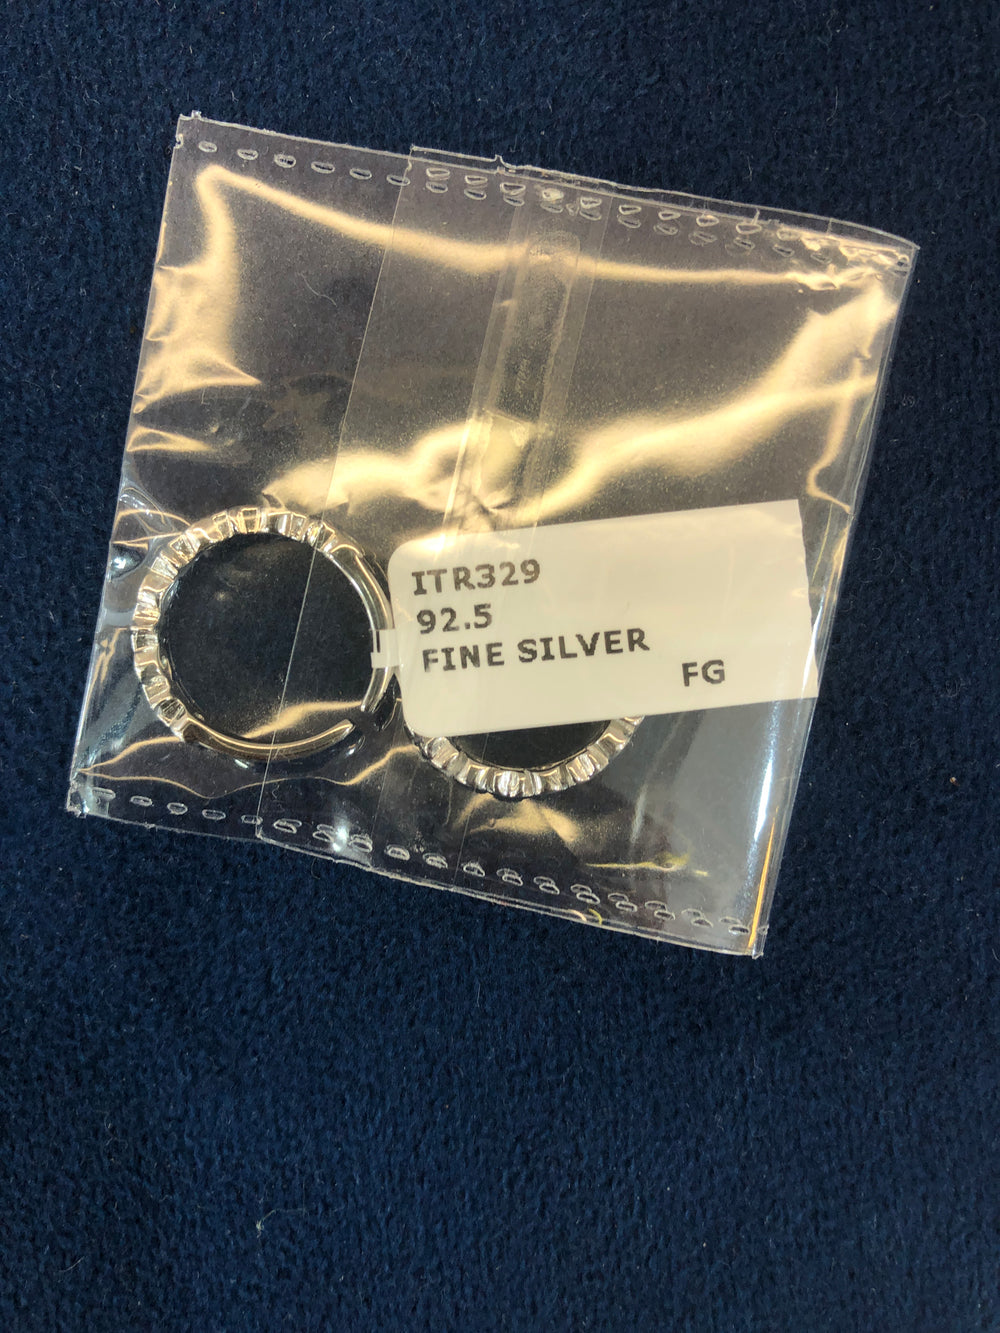 ITR329
92.5
FINE SILVER
FG